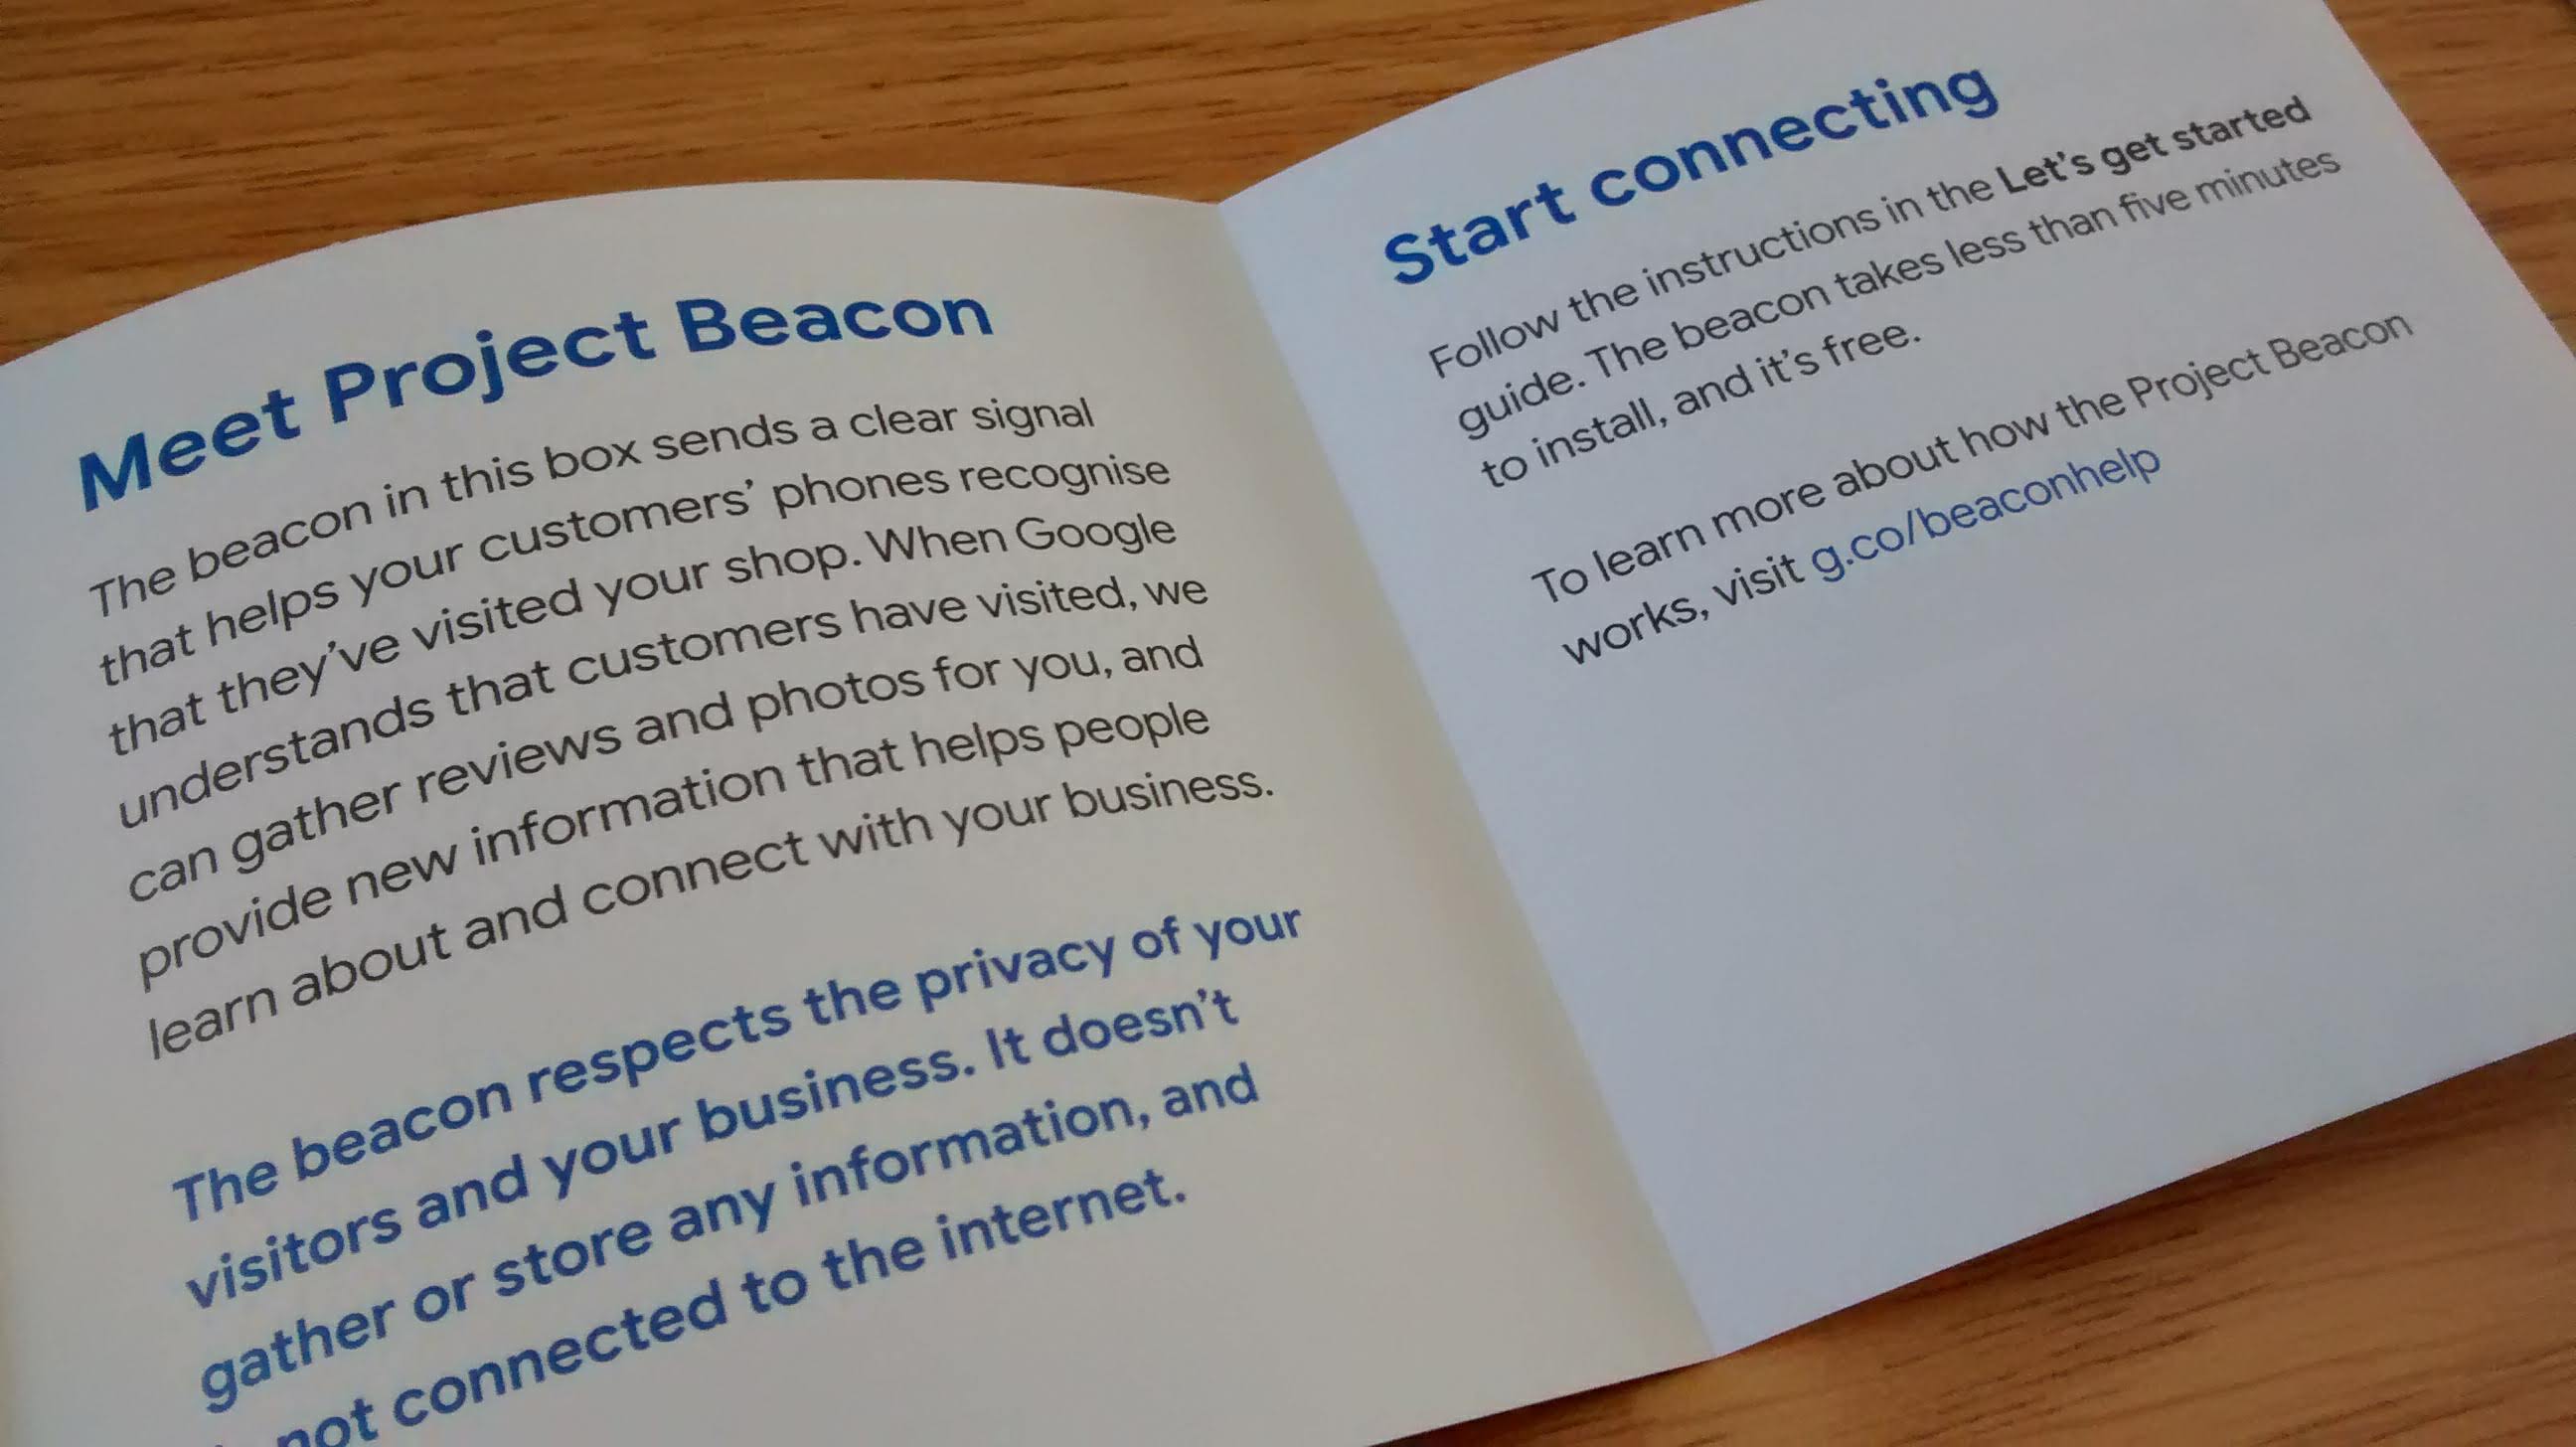 Meet Project Beacon
The beacon in this box sends a clear signal
that helps your customers' phones recognise
that they've visited your shop. When Google
understands that customers have visited, we
can gather reviews and photos for you, and
provide new information that helps people
learn about and connect with your business.
The beacon respects the privacy of your
visitors and your business. It doesn't
gather or store any information, and
not connected to the internet.
Start connecting
Follow the instructions in the Let's get started
guide. The beacon takes less than five minutes
to install, and it's free.
To learn more about how the Project Beacon
works, visit g.co/beaconhelp